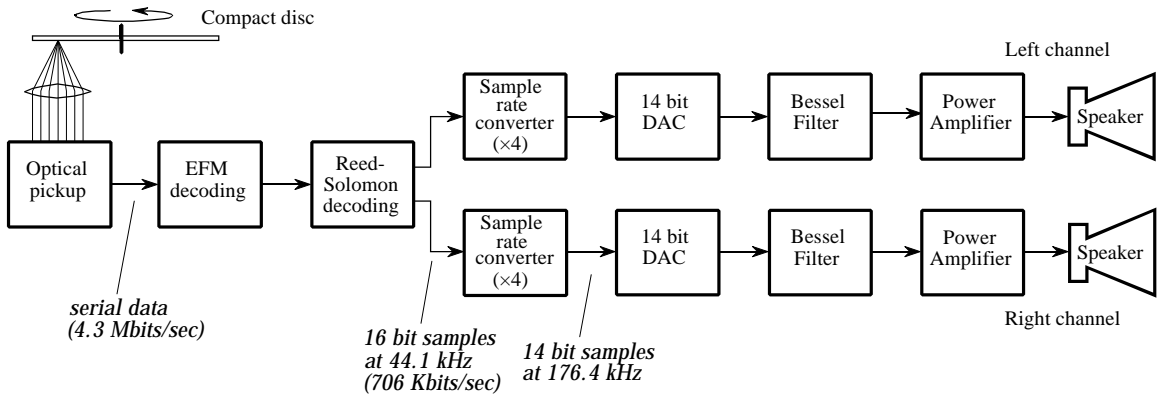 Compact disc
Optical
pickup
EFM
decoding
Reed-
Solomon
decoding
Left channel
Sample
rate
converter
(×4)
14 bit
DAC
Bessel
Filter
Power
Amplifier
Speaker
Sample
rate
converter
(×4)
14 bit
DAC
Bessel
Filter
Power
Amplifier
Speaker
Right channel
serial data
(4.3 Mbits/sec)
16 bit samples
at 44.1 kHz
(706 Kbits/sec)
14 bit samples
at 176.4 kHz